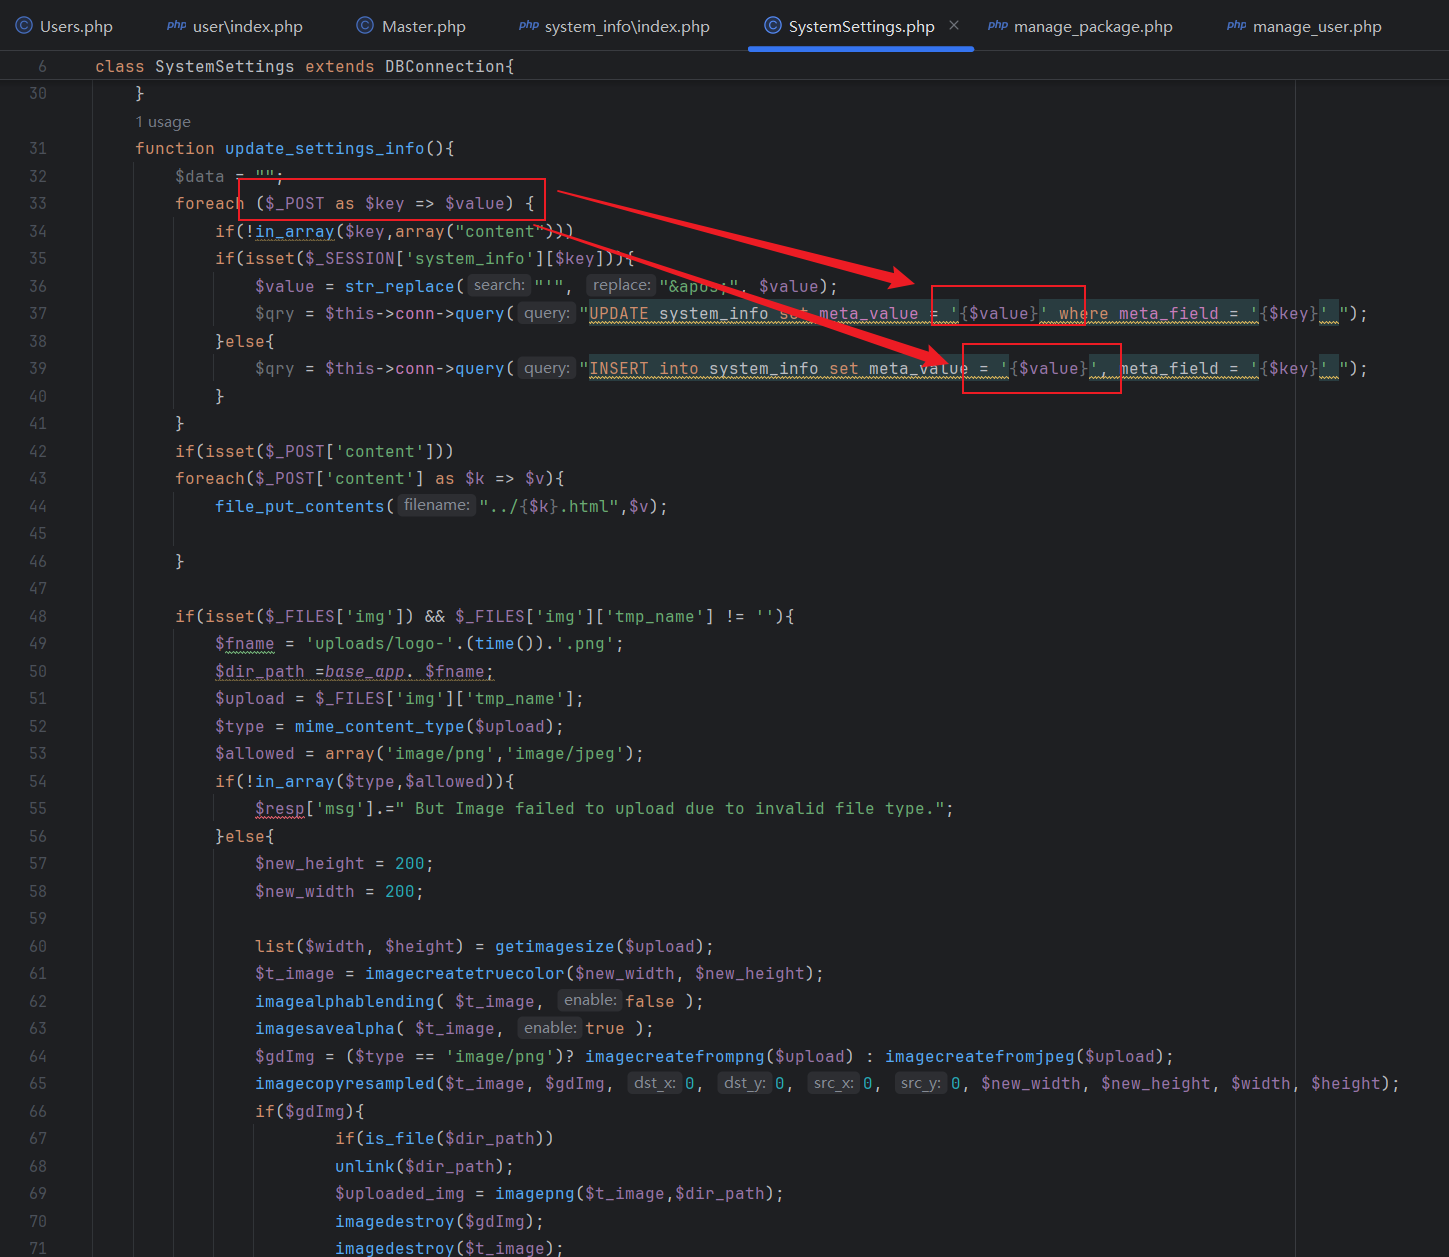 Users.php php user\index.php Master.php php system_info\index.php SystemSettings.php × php manage_package.php php manage_user.php
6 class SystemSettings extends DBConnection{
30 }
1 usage
31 function update_settings_info(){
32 $data = "";
33 foreach ($_POST as $key => $value) {
34 if(!in_array($key,array("content")))
35 if(isset($_SESSION['system_info'][$key])){
36 $value = str_replace( search: "'", replace: "&apos;", $value);
37 $qry = $this->conn->query( query: "UPDATE system_info set meta_value = '{$value}' where meta_field = '{$key}' ");
38 }else{
39 $qry = $this->conn->query( query: "INSERT into system_info set meta_value = '{$value}', meta_field = '{$key}' ");
40 }
41 }
42 if(isset($_POST['content']))
43 foreach($_POST['content'] as $k => $v){
44 file_put_contents( filename: "../{$k}.html",$v);
45
46 }
47
48 if(isset($_FILES['img']) && $_FILES['img']['tmp_name'] != ''){
49 $fname = 'uploads/logo-'.(time()).'.png';
50 $dir_path =base_app. $fname;
51 $upload = $_FILES['img']['tmp_name'];
52 $type = mime_content_type($upload);
53 $allowed = array('image/png','image/jpeg');
54 if(!in_array($type,$allowed)){
55 $resp['msg'].=" But Image failed to upload due to invalid file type.";
56 }else{
57 $new_height = 200;
58 $new_width = 200;
59
60 list($width, $height) = getimagesize($upload);
61 $t_image = imagecreatetruecolor($new_width, $new_height);
62 imagealphablending( $t_image, enable: false );
63 imagesavealpha( $t_image, enable: true );
64 $gdImg = ($type == 'image/png')? imagecreatefrompng($upload) : imagecreatefromjpeg($upload);
65 imagecopyresampled($t_image, $gdImg, dst_x: 0, dst_y: 0, src_x: 0, src_y: 0, $new_width, $new_height, $width, $height);
66 if($gdImg){
67 if(is_file($dir_path))
68 unlink($dir_path);
69 $uploaded_img = imagepng($t_image,$dir_path);
70 imagedestroy($gdImg);
71 imagedestroy($t_image);